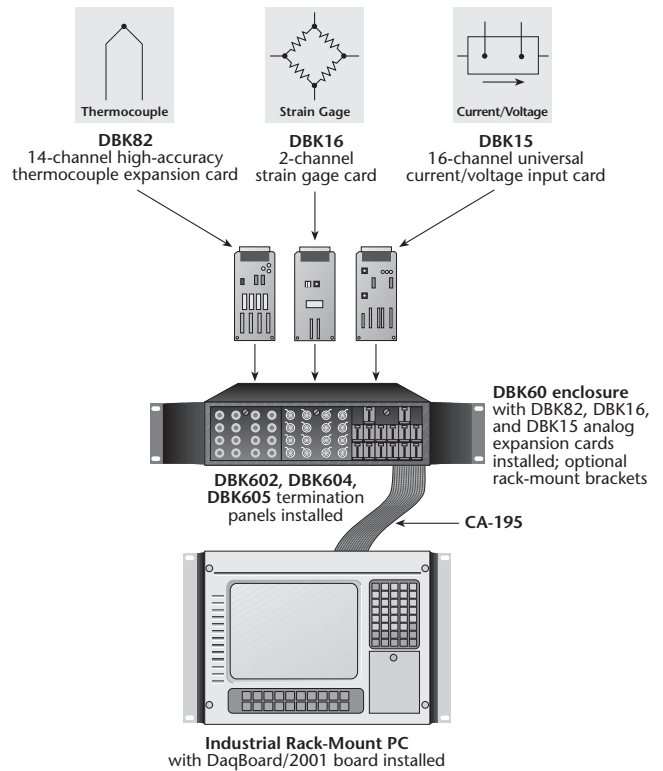 Thermocouple
Strain Gage
Current/Voltage
DBK82
14-channel high-accuracy
thermocouple expansion card
DBK16
2-channel
strain gage card
DBK15
16-channel universal
current/voltage input card
DBK60 enclosure
with DBK82, DBK16,
and DBK15 analog
expansion cards
installed; optional
rack-mount brackets
DBK602, DBK604,
DBK605 termination
panels installed
CA-195
Industrial Rack-Mount PC
with DaqBoard/2001 board installed